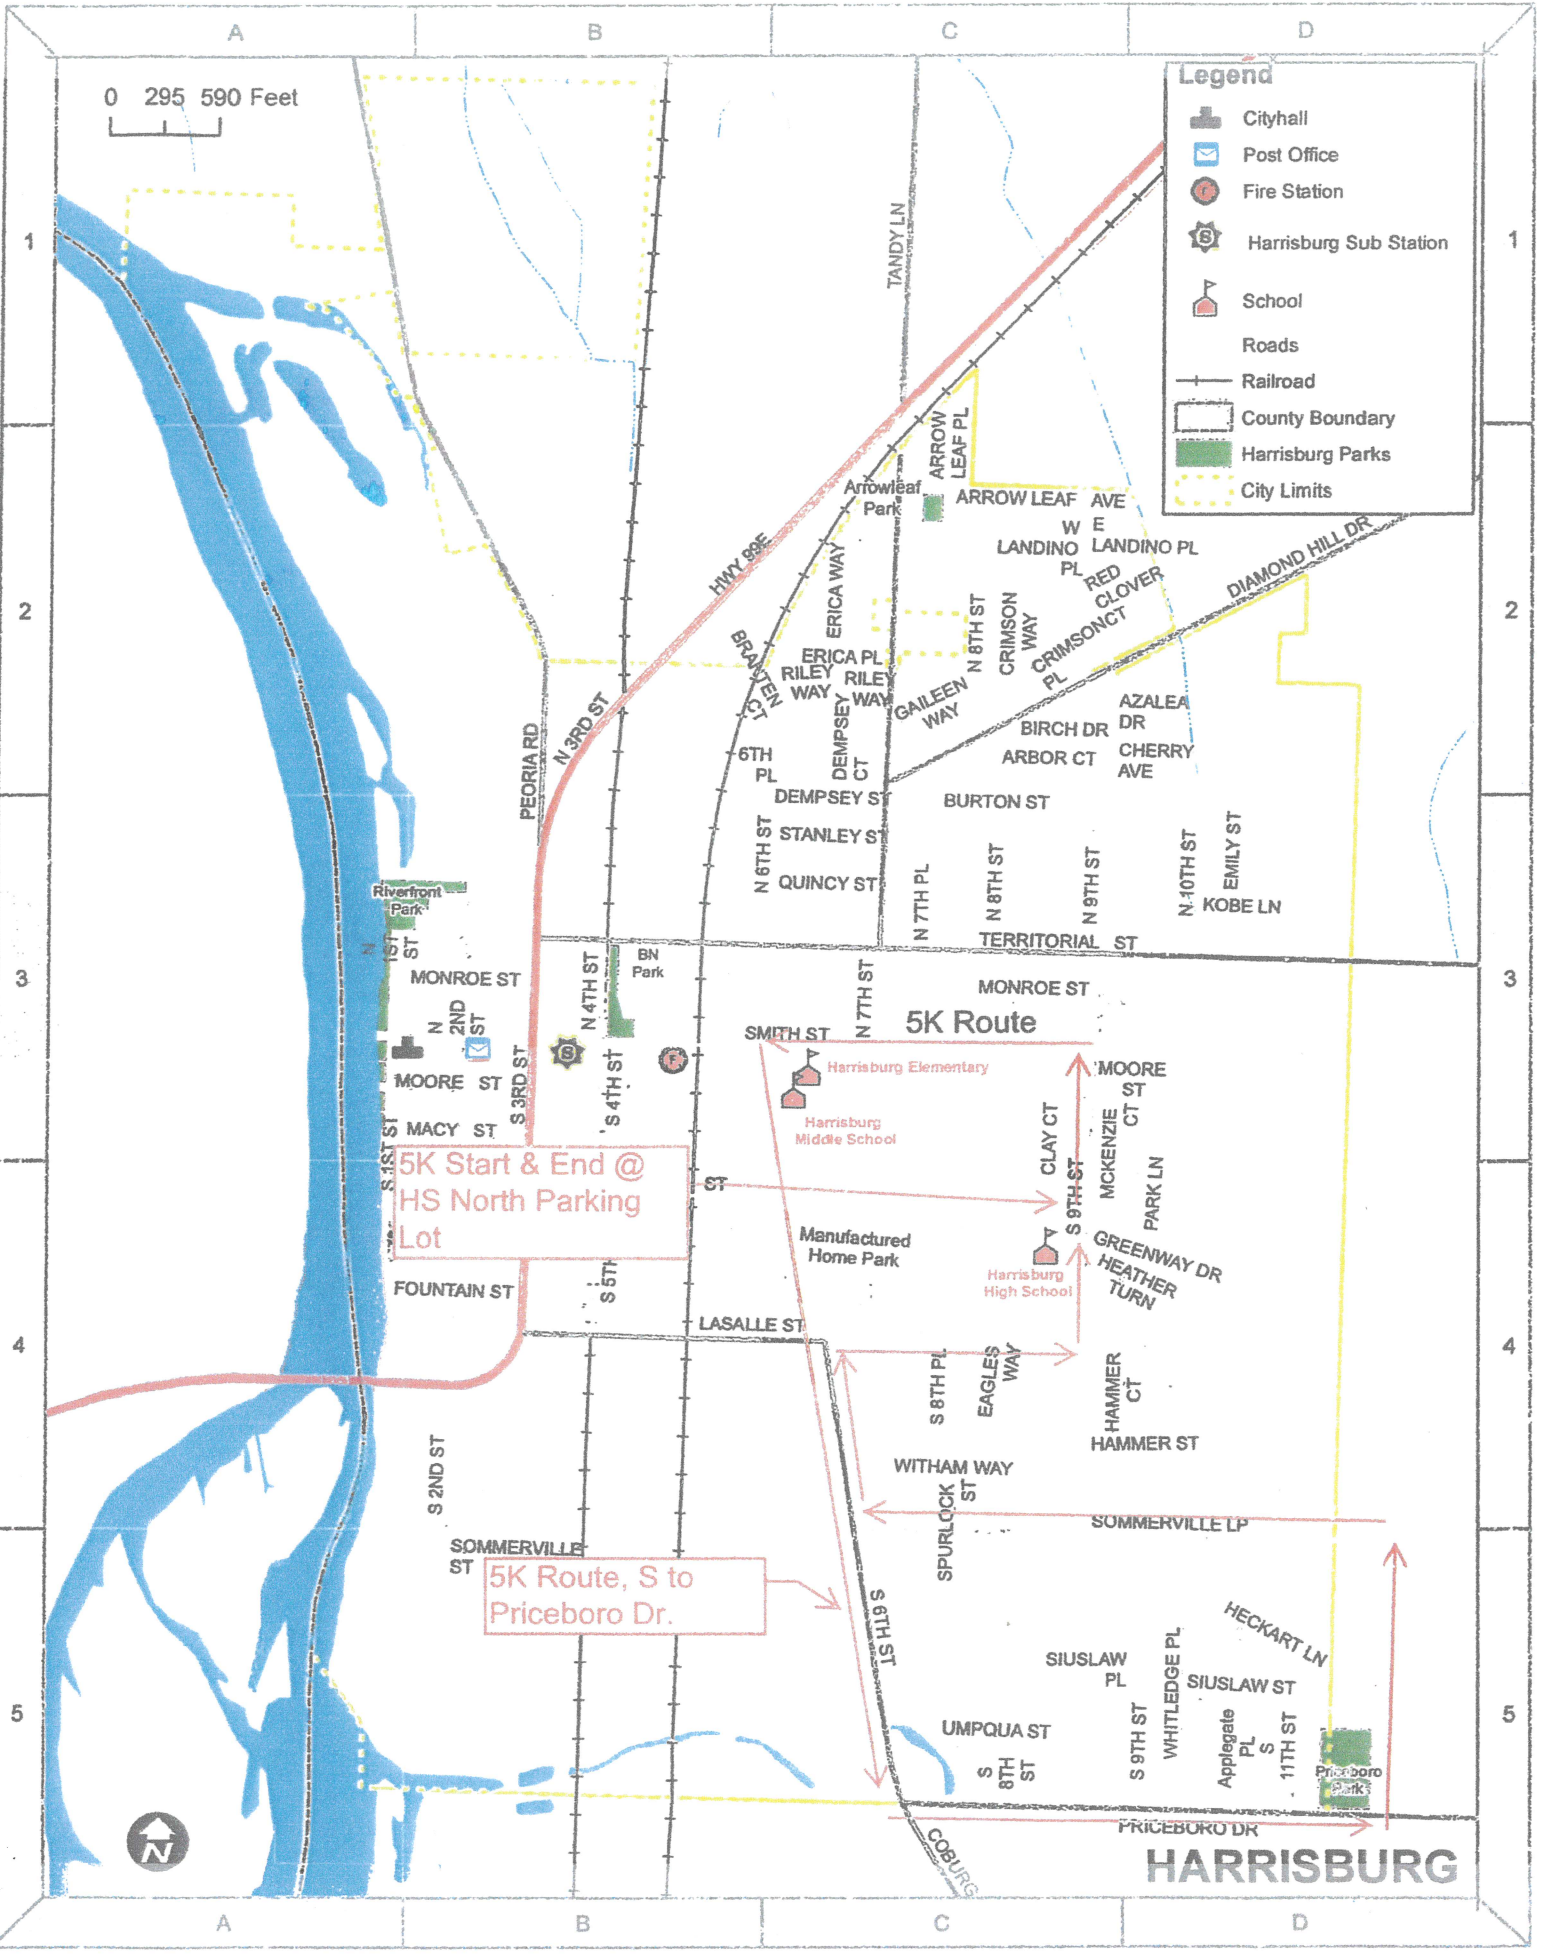 A B C D
Legend
0 295 590 Feet
Cityhall
Post Office
F Fire Station
S Harrisburg Sub Station
School
Roads
Railroad
County Boundary
Harrisburg Parks
City Limits
1 1
TANDY LN
ARROW
LEAF PL
Arrowleaf
Park
ARROW LEAF AVE
W
LANDINO
PL
E
LANDINO PL
RED
CLOVER
DIAMOND HILL DR
HWY 99E
ERICA WAY
2 2
N 8TH ST
CRIMSON
WAY
CRIMSON CT
PL
BRANTEN
CT
ERICA PL
RILEY
WAY
RILEY
WAY
GAILEEN
WAY
AZALEA
DR
N 3RD ST
PEORIA RD
BIRCH DR
ARBOR CT
CHERRY
AVE
6TH
PL
DEMPSEY
CT
DEMPSEY ST
BURTON ST
N 6TH ST
STANLEY ST
QUINCY ST
N 7TH PL
N 8TH ST
N 9TH ST
N 10TH ST
EMILY ST
KOBE LN
Riverfront
Park
N
1ST
ST
TERRITORIAL ST
3 3
MONROE ST
N 4TH ST
BN
Park
N 7TH ST
MONROE ST
N
2ND
ST
5K Route
SMITH ST
S
F
MOORE ST
S 3RD ST
S 4TH ST
Harrisburg Elementary
MOORE
ST
Harrisburg
Middle School
CLAY CT
MCKENZIE
CT
S 1ST ST
MACY ST
5K Start & End @
HS North Parking
Lot
ST
S 9TH ST
PARK LN
Manufactured
Home Park
GREENWAY DR
HEATHER
TURN
Harrisburg
High School
FOUNTAIN ST
S 5TH
LASALLE ST
4 4
S 8TH PL
EAGLES
WAY
HAMMER
CT
HAMMER ST
S 2ND ST
WITHAM WAY
SPURLOCK
ST
SOMMERVILLE LP
SOMMERVILLE
ST
5K Route, S to
Priceboro Dr.
S 6TH ST
HECKART LN
SIUSLAW
PL
WHITLEDGE PL
SIUSLAW ST
5 5
UMPQUA ST
S
8TH
ST
S 9TH ST
Applegate
PL
S
11TH ST
Priceboro
Park
PRICEBORO DR
N
COBURG
HARRISBURG
A B C D